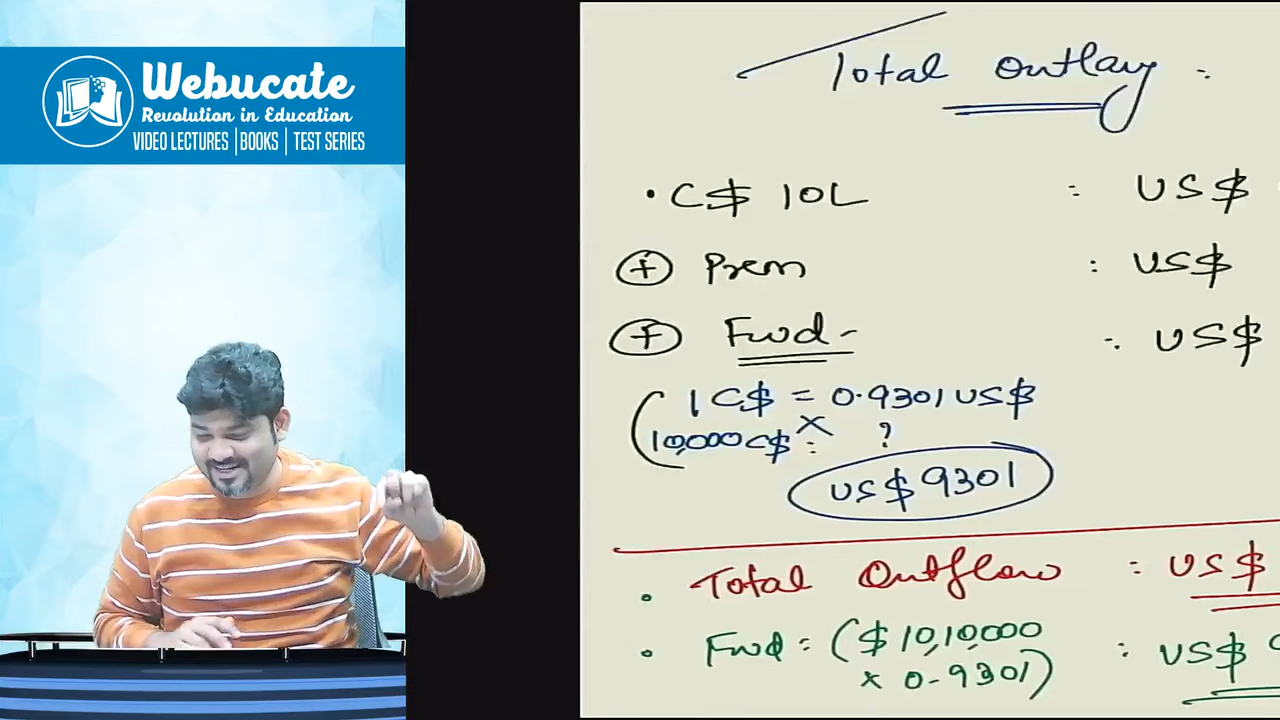 Webucate
Revolution in Education
VIDEO LECTURES | BOOKS | TEST SERIES
Total Outlay :
• C$ 10L : US$
+ Prem : US$
+ Fwd - : US$
( 1 C$ = 0.9301 US$
10,000 C$ : ?
US$ 9301
• Total Outflow : US$
• Fwd : ($ 10,10,000 : US$
x 0.9301)